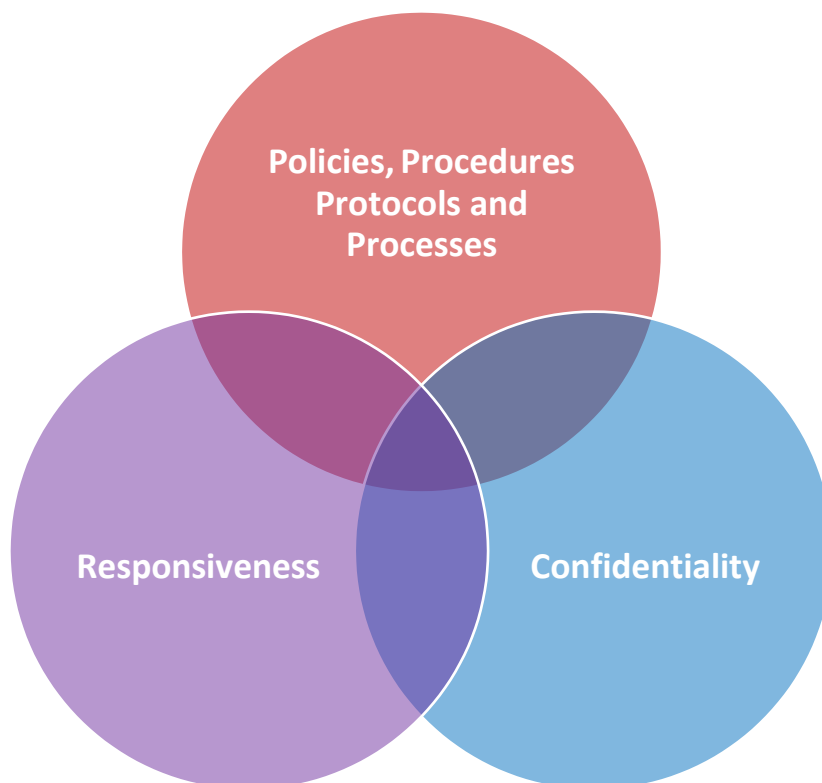 Policies, Procedures
Protocols and
Processes
Responsiveness
Confidentiality